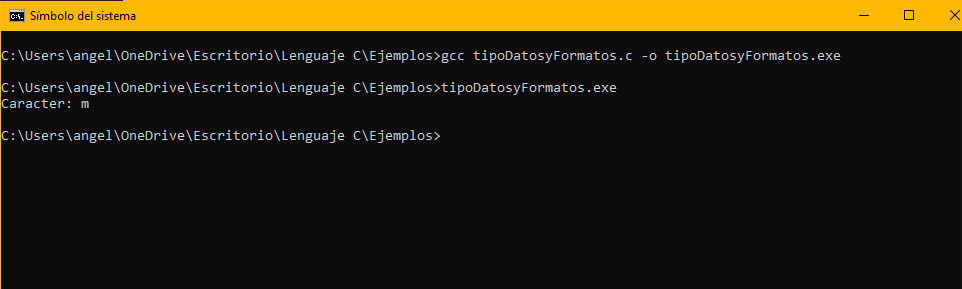 Símbolo del sistema
C:\Users\angel\OneDrive\Escritorio\Lenguaje C\Ejemplos>gcc tipoDatosyFormatos.c -o tipoDatosyFormatos.exe
C:\Users\angel\OneDrive\Escritorio\Lenguaje C\Ejemplos>tipoDatosyFormatos.exe
Caracter: m
C:\Users\angel\OneDrive\Escritorio\Lenguaje C\Ejemplos>